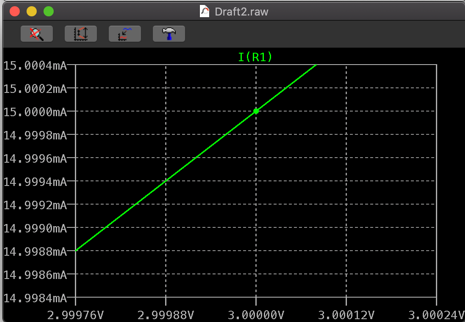 Draft2.raw
I(R1)
15.0004mA
15.0002mA
15.0000mA
14.9998mA
14.9996mA
14.9994mA
14.9992mA
14.9990mA
14.9988mA
14.9986mA
14.9984mA
2.99976V 2.99988V 3.00000V 3.00012V 3.00024V